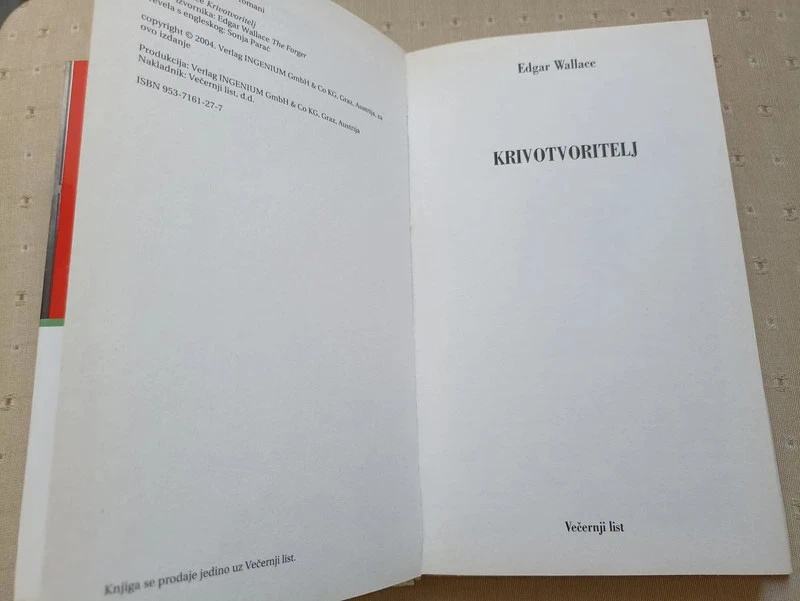 omani
Krivotvoritelj
izvornika: Edgar Wallace The Forger
evela s engleskog: Sonja Parać
copyright © 2004. Verlag INGENIUM GmbH & Co KG, Graz, Austrija, za
ovo izdanje
Produkcija: Verlag INGENIUM GmbH & Co KG, Graz, Austrija
Nakladnik: Večernji list, d.d.
ISBN 953-7161-27-7
Knjiga se prodaje jedino uz Večernji list.
Edgar Wallace
KRIVOTVORITELJ
Večernji list